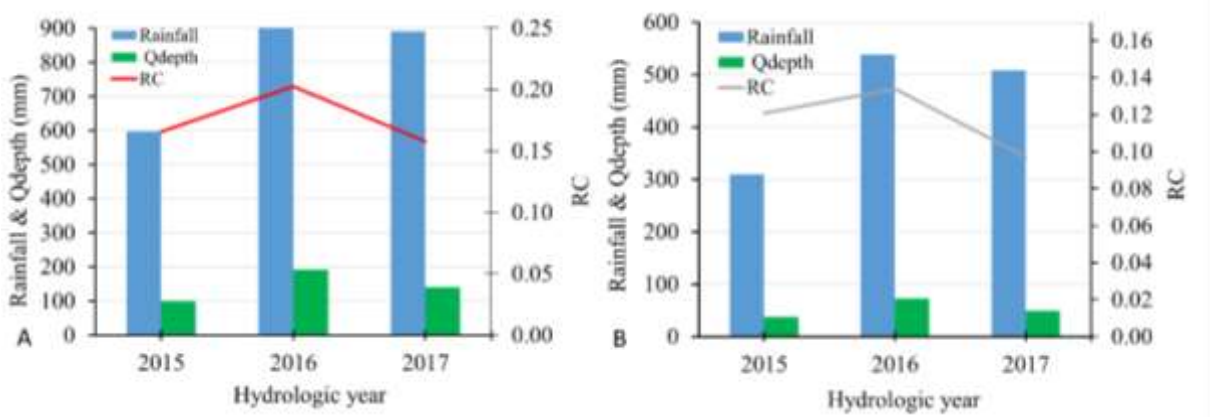 900
800
700
600
500
400
300
200
100
0
Rainfall & Qdepth (mm)
Rainfall
Qdepth
RC
0.25
0.20
0.15
0.10
0.05
0.00
RC
A
2015 2016 2017
Hydrologic year
600
500
400
300
200
100
0
Rainfall & Qdepth (mm)
Rainfall
Qdepth
RC
0.16
0.14
0.12
0.10
0.08
0.06
0.04
0.02
0.00
RC
B
2015 2016 2017
Hydrologic year